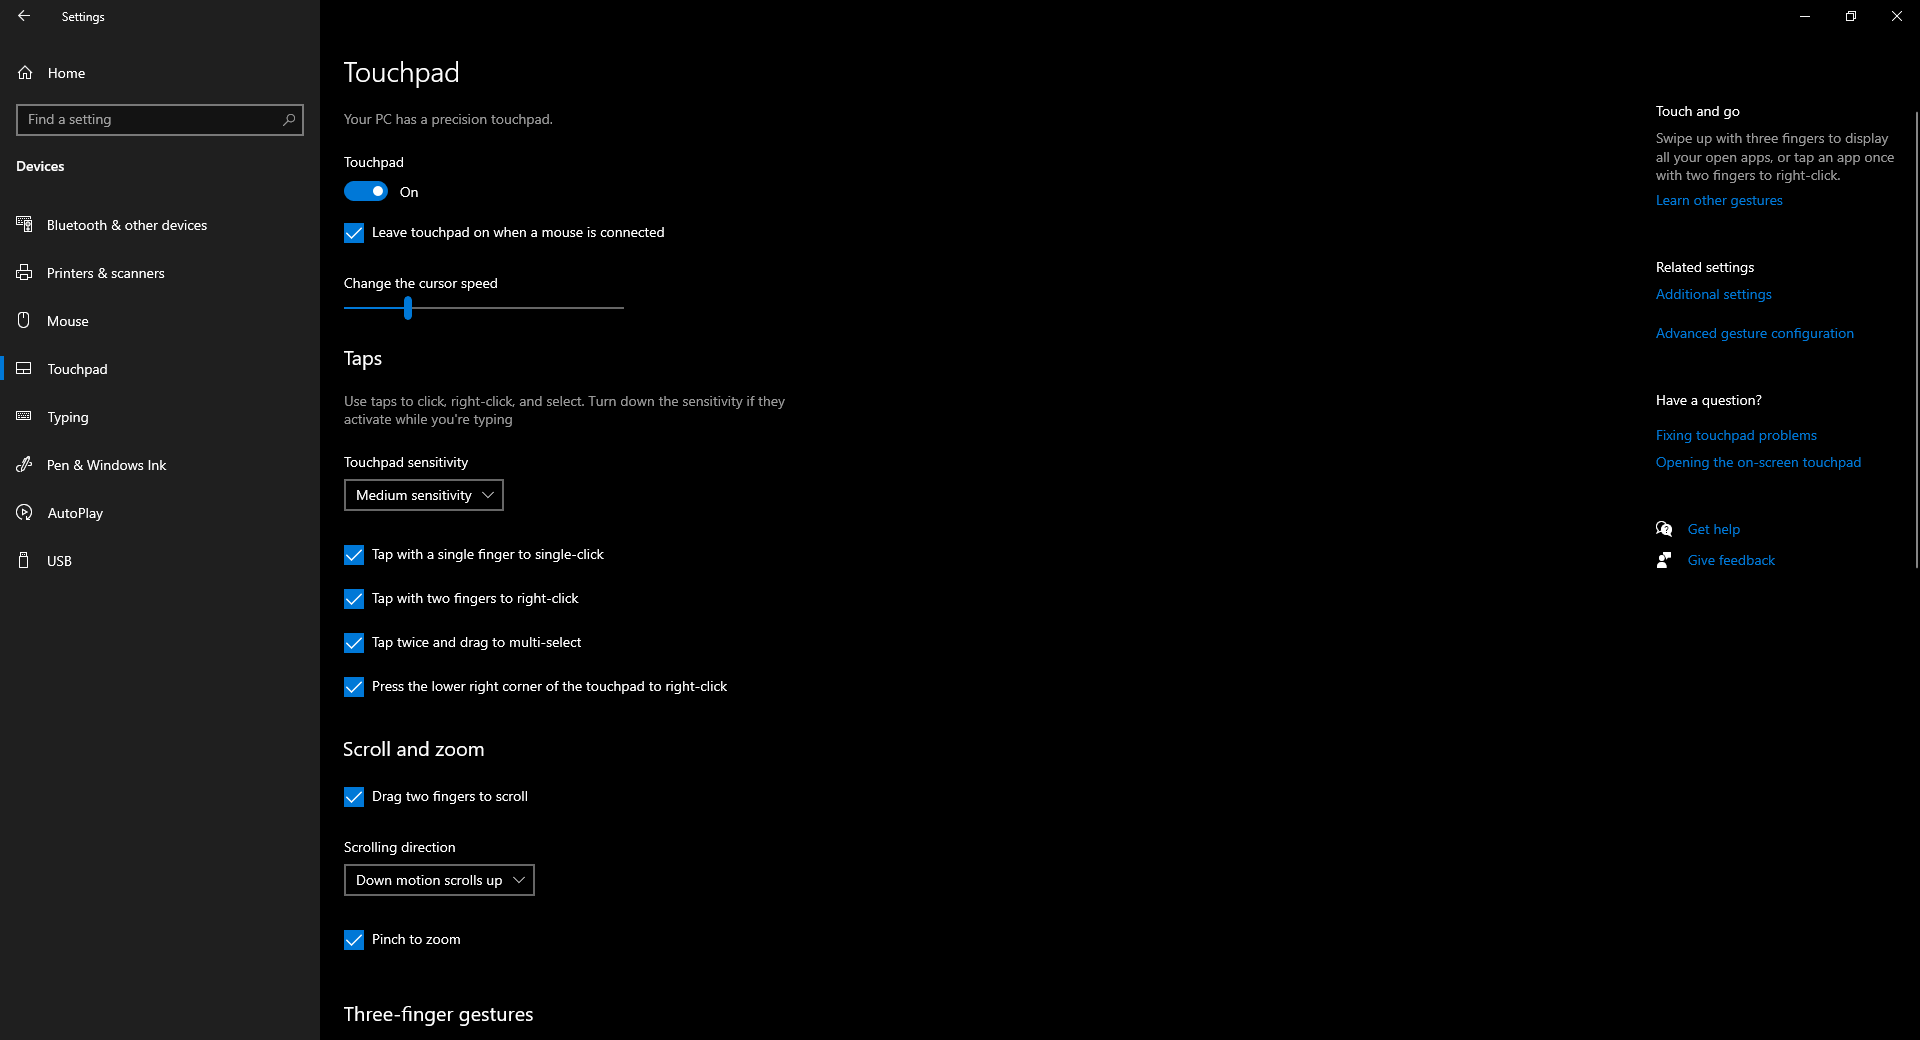 Settings
Home
Find a setting
Devices
Bluetooth & other devices
Printers & scanners
Mouse
Touchpad
Typing
Pen & Windows Ink
AutoPlay
USB
Touchpad
Your PC has a precision touchpad.
Touchpad
On
Leave touchpad on when a mouse is connected
Change the cursor speed
Taps
Use taps to click, right-click, and select. Turn down the sensitivity if they
activate while you're typing
Touchpad sensitivity
Medium sensitivity
Tap with a single finger to single-click
Tap with two fingers to right-click
Tap twice and drag to multi-select
Press the lower right corner of the touchpad to right-click
Scroll and zoom
Drag two fingers to scroll
Scrolling direction
Down motion scrolls up
Pinch to zoom
Three-finger gestures
Touch and go
Swipe up with three fingers to display
all your open apps, or tap an app once
with two fingers to right-click.
Learn other gestures
Related settings
Additional settings
Advanced gesture configuration
Have a question?
Fixing touchpad problems
Opening the on-screen touchpad
Get help
Give feedback